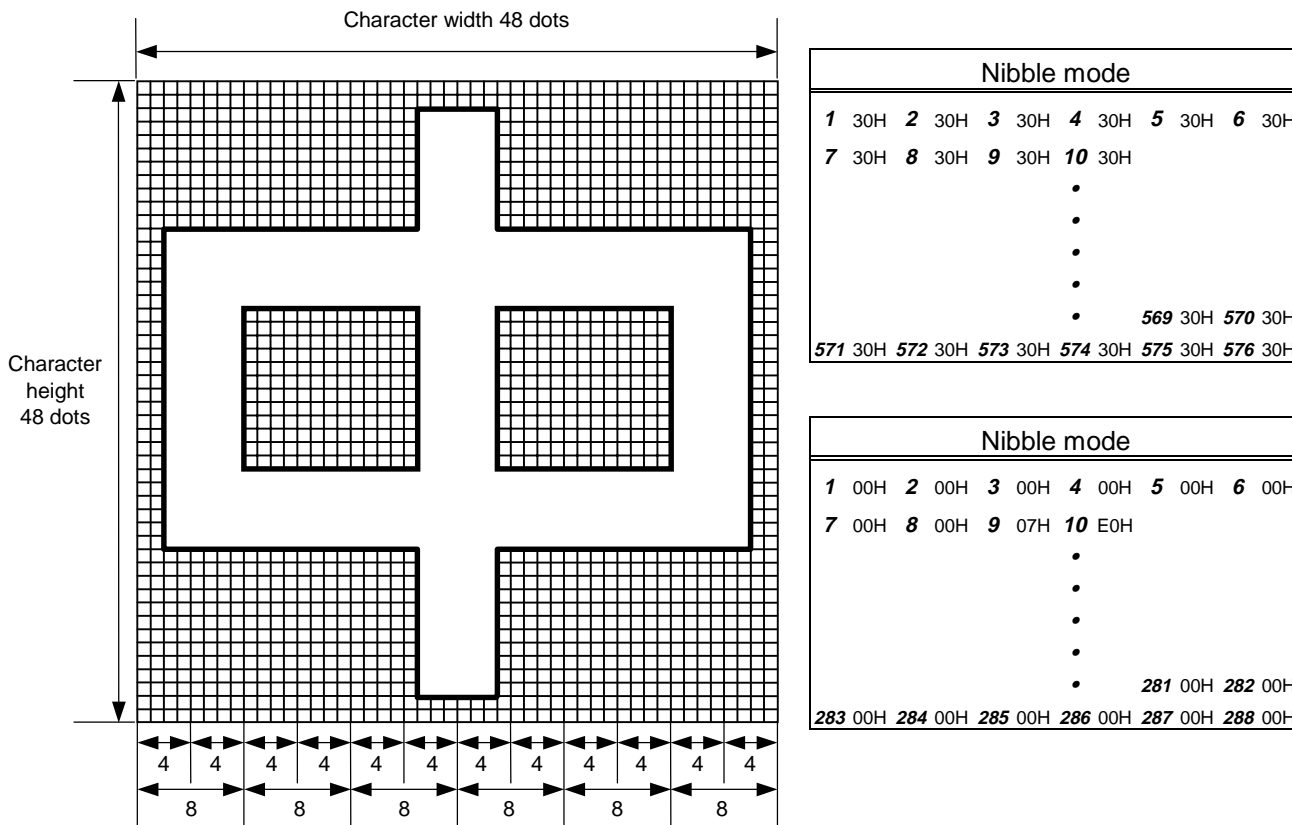 Character width 48 dots
Character
height
48 dots
4 4 4 4 4 4 4 4 4 4 4 4
8 8 8 8 8 8
Nibble mode
1 30H 2 30H 3 30H 4 30H 5 30H 6 30H
7 30H 8 30H 9 30H 10 30H
569 30H 570 30H
571 30H 572 30H 573 30H 574 30H 575 30H 576 30H
Nibble mode
1 00H 2 00H 3 00H 4 00H 5 00H 6 00H
7 00H 8 00H 9 07H 10 E0H
281 00H 282 00H
283 00H 284 00H 285 00H 286 00H 287 00H 288 00H